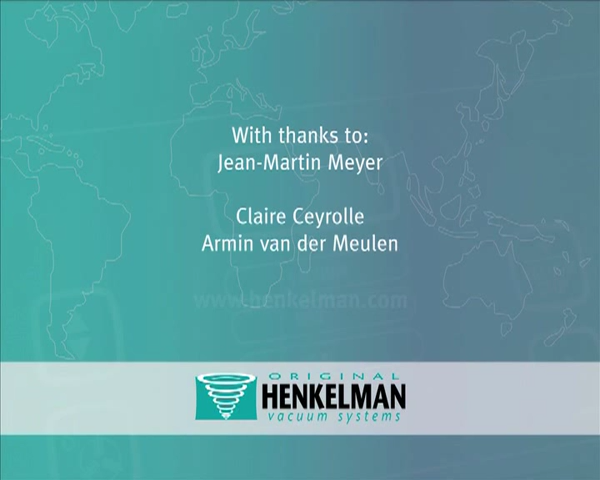 With thanks to:
Jean-Martin Meyer
Claire Ceyrolle
Armin van der Meulen
www.henkelman.com
ORIGINAL
HENKELMAN
vacuum systems